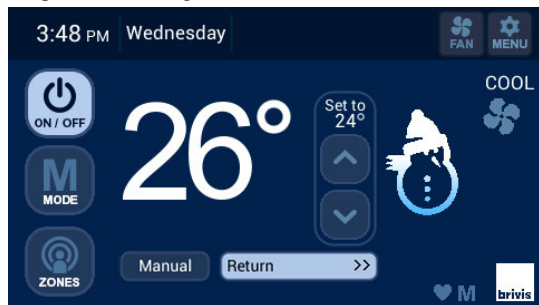 3:48 PM Wednesday
FAN MENU
COOL
ON / OFF
26°
Set to
24°
M
MODE
ZONES
Manual Return >>
M
brivis